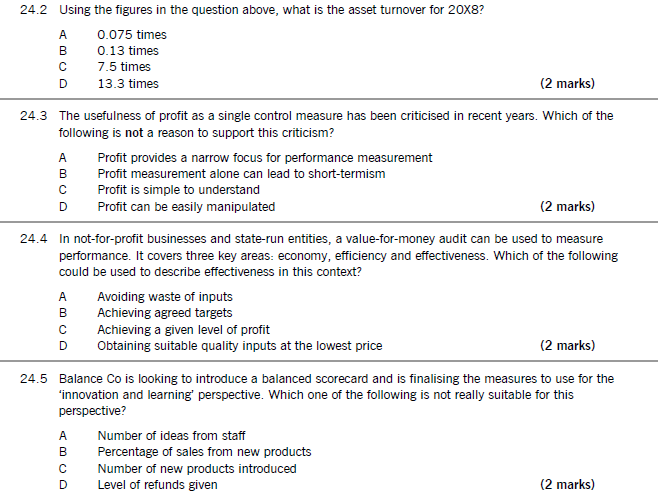 24.2 Using the figures in the question above, what is the asset turnover for 20X8?
A 0.075 times
B 0.13 times
C 7.5 times
D 13.3 times (2 marks)
24.3 The usefulness of profit as a single control measure has been criticised in recent years. Which of the
following is not a reason to support this criticism?
A Profit provides a narrow focus for performance measurement
B Profit measurement alone can lead to short-termism
C Profit is simple to understand
D Profit can be easily manipulated (2 marks)
24.4 In not-for-profit businesses and state-run entities, a value-for-money audit can be used to measure
performance. It covers three key areas: economy, efficiency and effectiveness. Which of the following
could be used to describe effectiveness in this context?
A Avoiding waste of inputs
B Achieving agreed targets
C Achieving a given level of profit
D Obtaining suitable quality inputs at the lowest price (2 marks)
24.5 Balance Co is looking to introduce a balanced scorecard and is finalising the measures to use for the
'innovation and learning' perspective. Which one of the following is not really suitable for this
perspective?
A Number of ideas from staff
B Percentage of sales from new products
C Number of new products introduced
D Level of refunds given (2 marks)